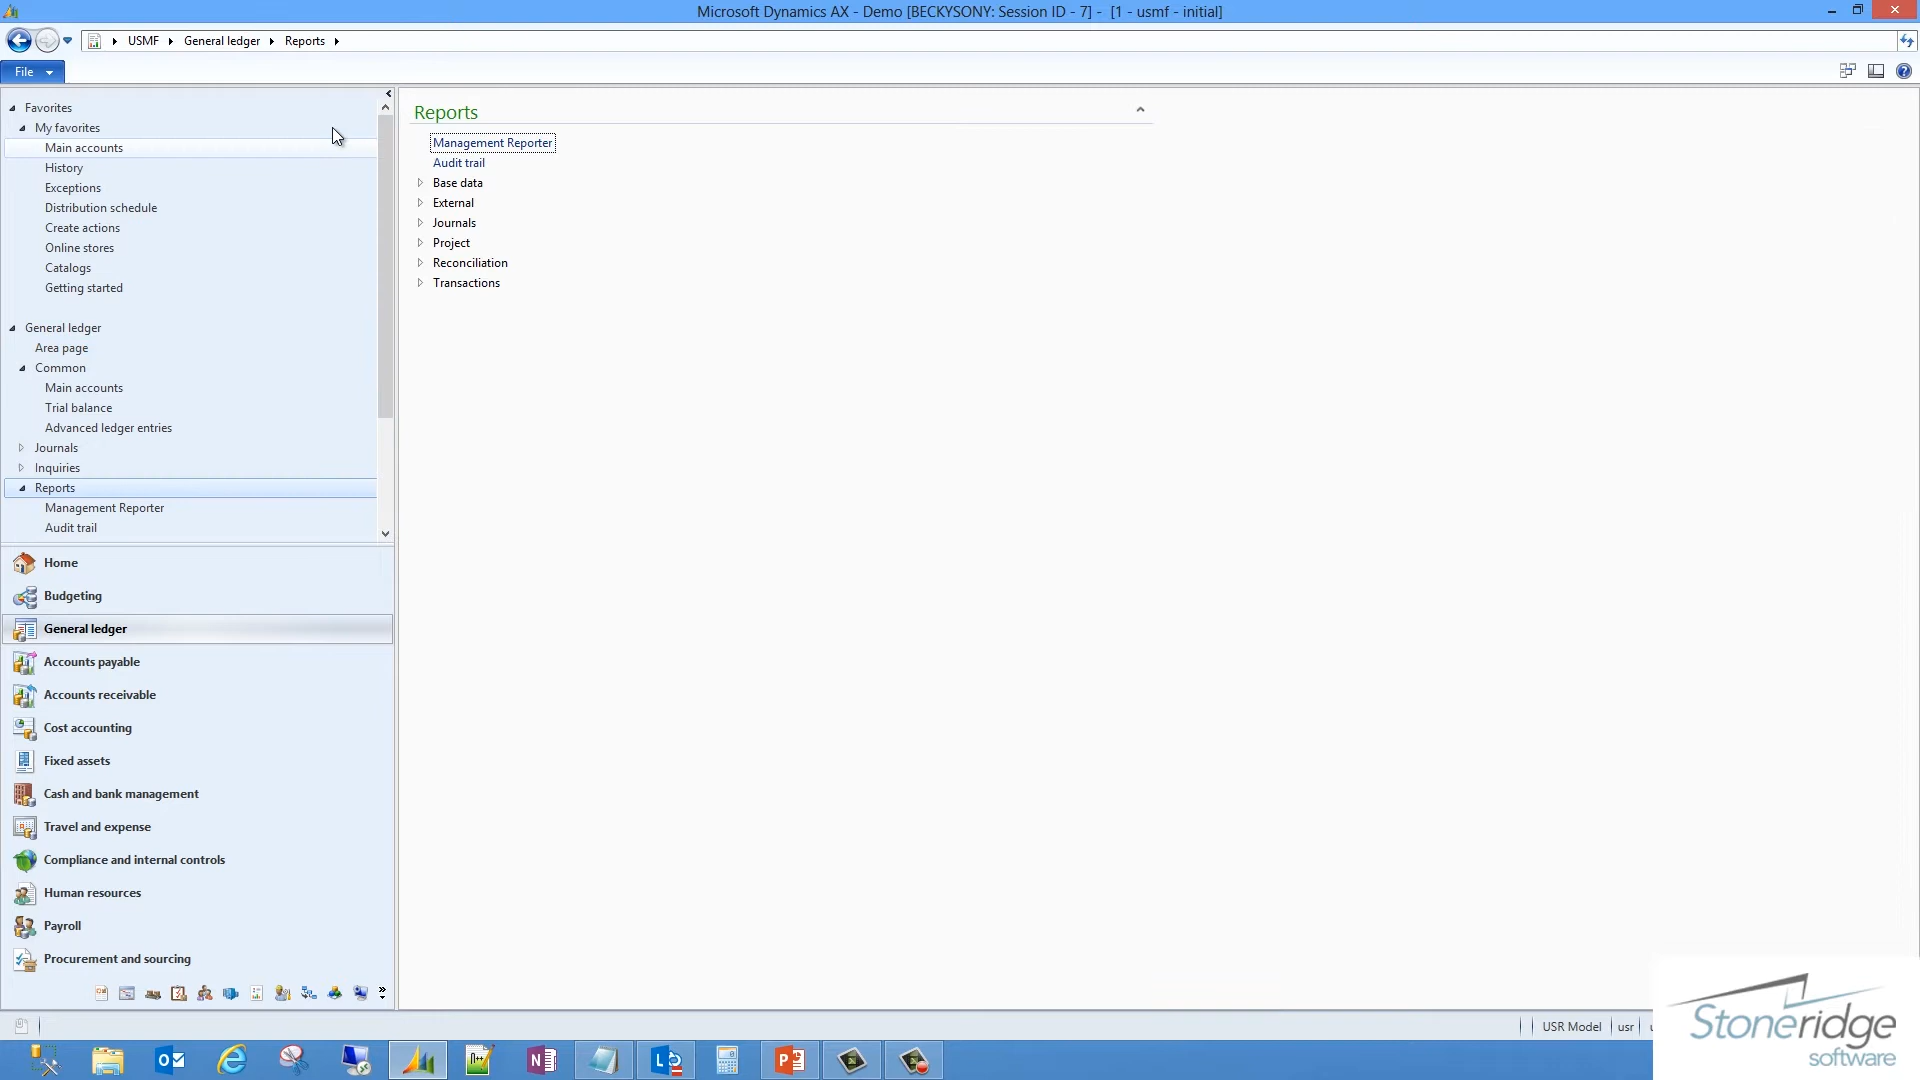 Microsoft Dynamics AX - Demo [BECKYSONY: Session ID - 7] - [1 - usmf - initial]
USMF General ledger Reports
File
Favorites
My favorites
Main accounts
History
Exceptions
Distribution schedule
Create actions
Online stores
Catalogs
Getting started
General ledger
Area page
Common
Main accounts
Trial balance
Advanced ledger entries
Journals
Inquiries
Reports
Management Reporter
Audit trail
Home
Budgeting
General ledger
Accounts payable
Accounts receivable
Cost accounting
Fixed assets
Cash and bank management
Travel and expense
Compliance and internal controls
Human resources
Payroll
Procurement and sourcing
Reports
Management Reporter
Audit trail
Base data
External
Journals
Project
Reconciliation
Transactions
USR Model usr
Stoneridge
software